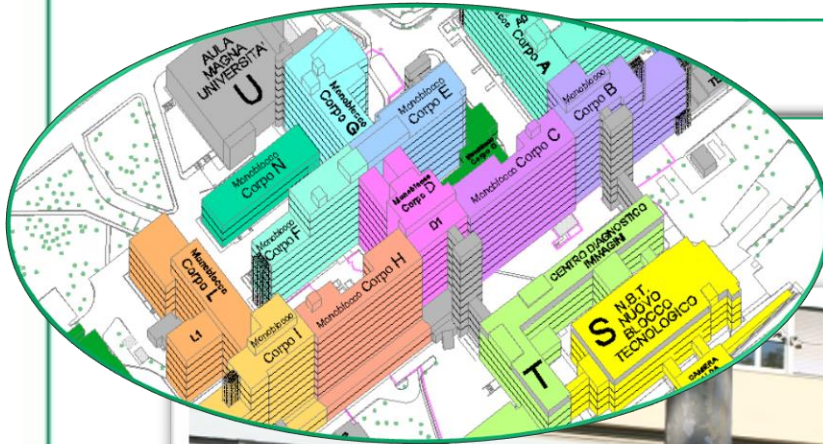 AULA
MAGNA
UNIVERSITA'
U
Monoblocco
Corpo G
Monoblocco
Corpo E
Corpo A
Monoblocco
Corpo B
Monoblocco
Corpo N
Monoblocco Corpo C
Monoblocco
Corpo D
D1
Monoblocco
Corpo F
Monoblocco
Corpo L
L1
Monoblocco Corpo H
Monoblocco
Corpo I
CENTRO DIAGNOSTICO
IMMAGINI
T
S
N.B.T.
NUOVO
BLOCCO
TECNOLOGICO